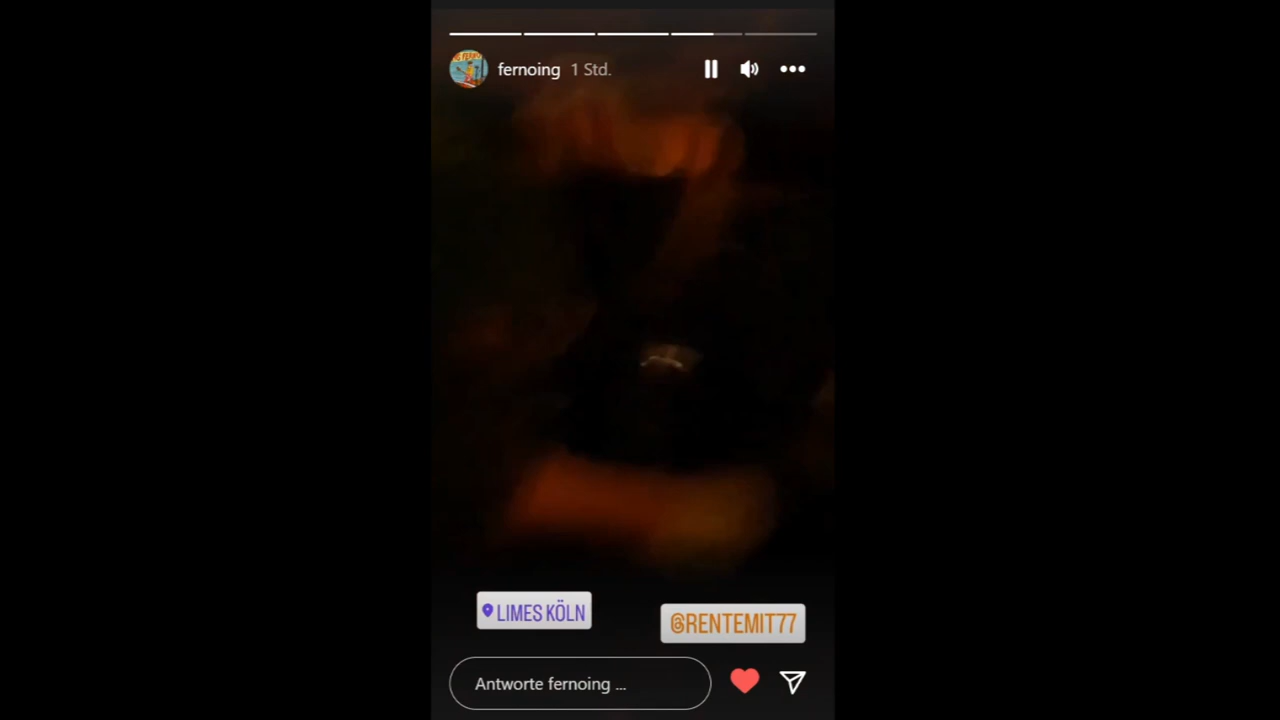 fernoing 1 Std.
LIMES KÖLN
@RENTEMIT77
Antworte fernoing ...